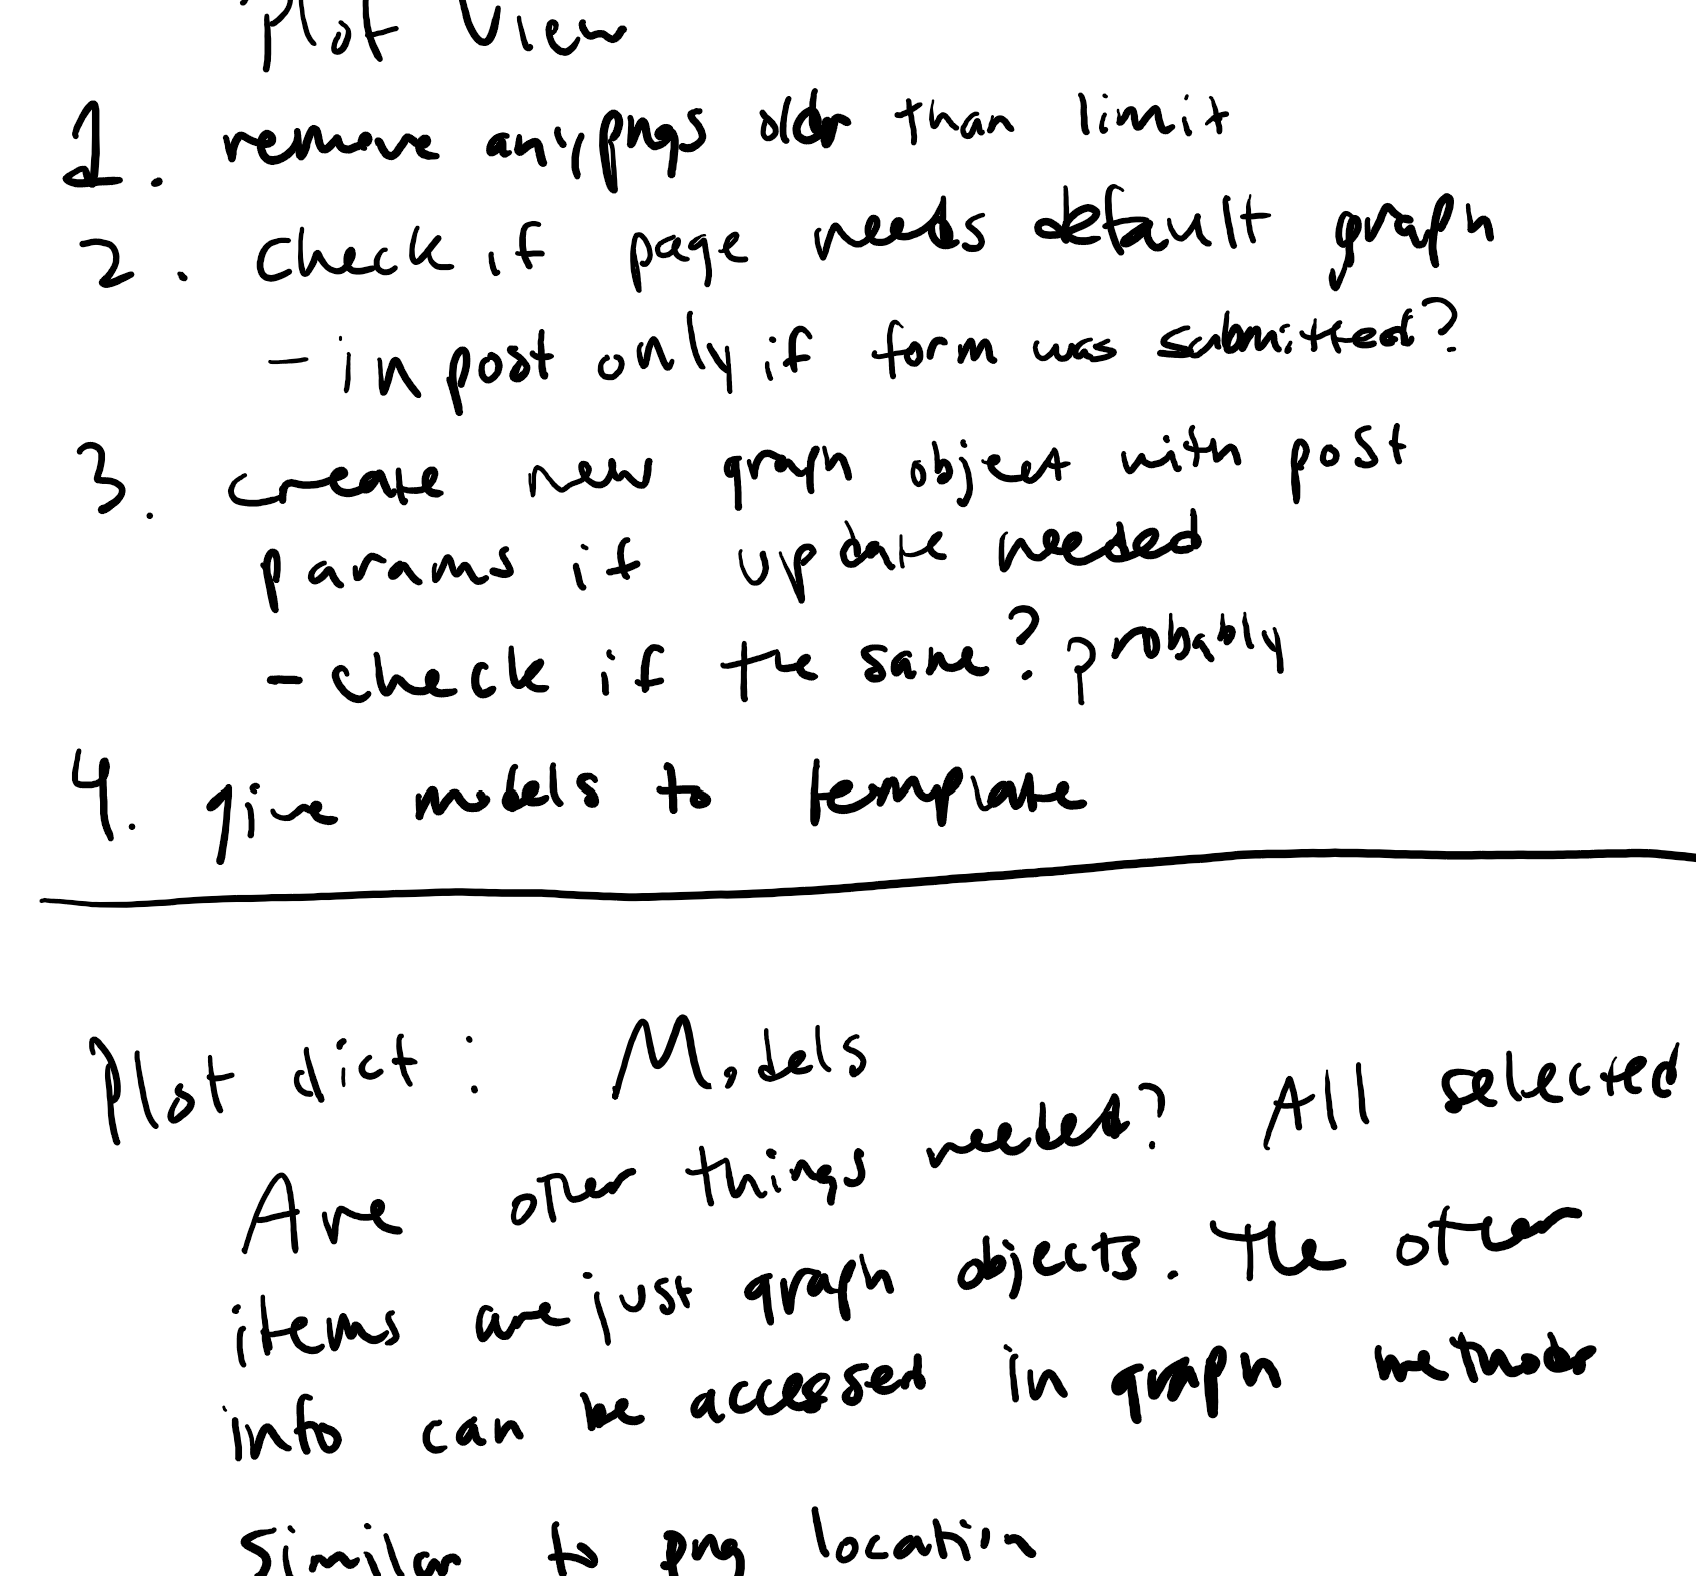 Plot View
1. remove any pngs older than limit
2. check if page needs default graph
- in post only if form was submitted?
3. create new graph object with post
params if update needed
- check if the same? probably
4. give models to template
Plot dict: Models
Are other things needed? All selected
items are just graph objects. The other
info can be accessed in graph methods
similar to png location